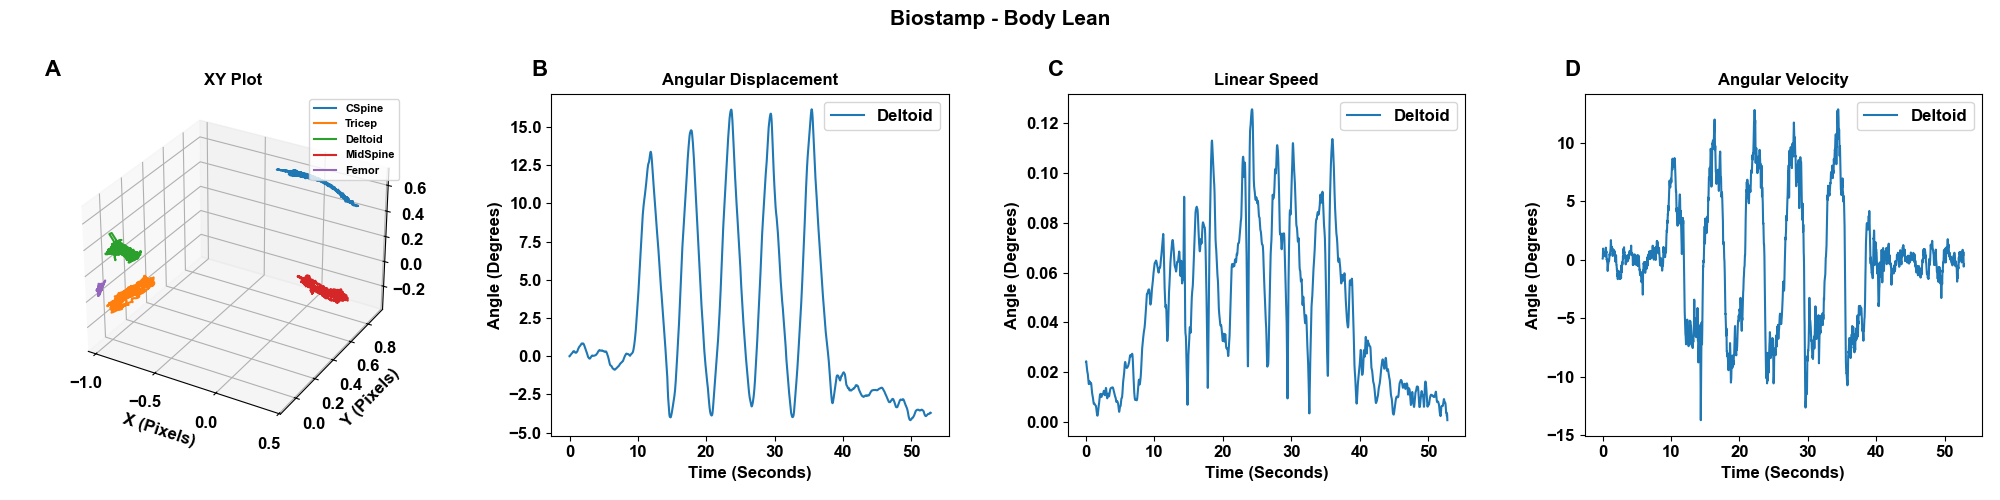 Biostamp - Body Lean
A
XY Plot
CSpine
Tricep
Deltoid
MidSpine
Femor
0.6
0.4
0.2
0.0
−0.2
−1.0
−0.5
0.0
0.5
X (Pixels)
0.0
0.2
0.4
0.6
0.8
Y (Pixels)
B
Angular Displacement
Deltoid
15.0
12.5
10.0
7.5
5.0
2.5
0.0
−2.5
−5.0
Angle (Degrees)
0 10 20 30 40 50
Time (Seconds)
C
Linear Speed
Deltoid
0.12
0.10
0.08
0.06
0.04
0.02
0.00
Angle (Degrees)
0 10 20 30 40 50
Time (Seconds)
D
Angular Velocity
Deltoid
10
5
0
−5
−10
−15
Angle (Degrees)
0 10 20 30 40 50
Time (Seconds)